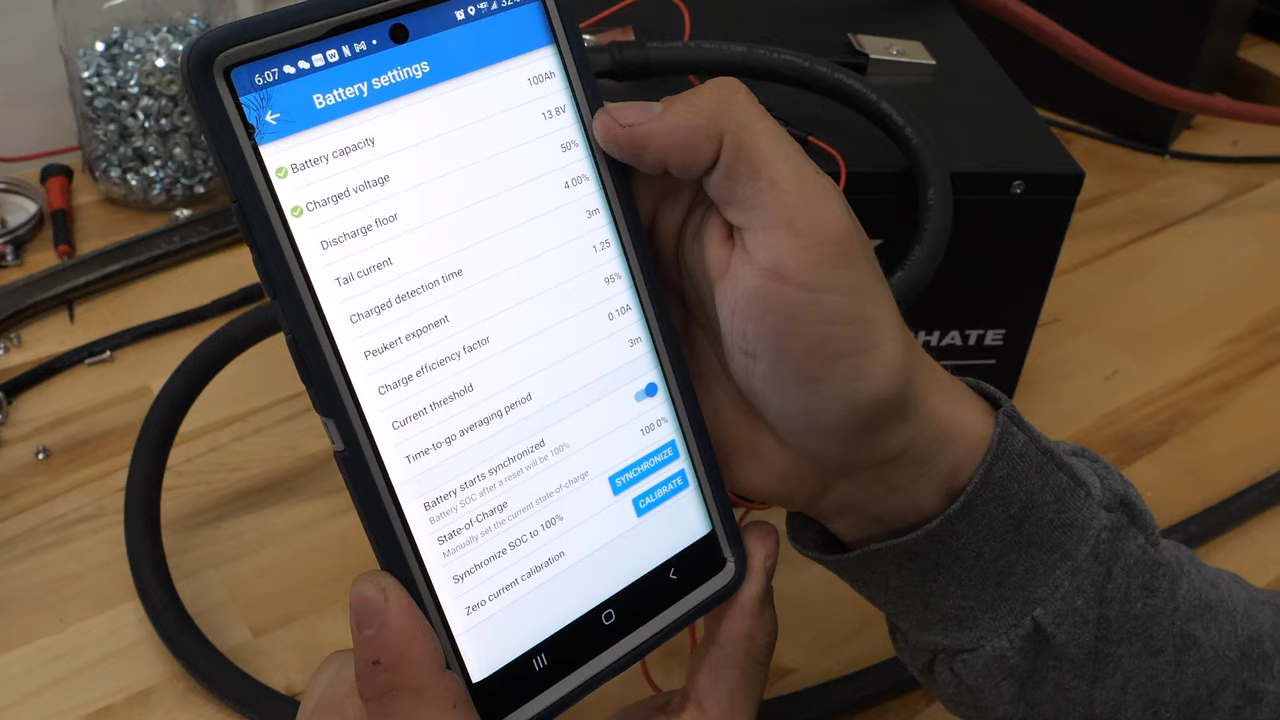 6:07
Battery settings
Battery capacity 100Ah
Charged voltage 13.8V
Discharge floor 50%
Tail current 4.00%
Charged detection time 3m
Peukert exponent 1.25
Charge efficiency factor 95%
Current threshold 0.10A
Time-to-go averaging period 3m
Battery starts synchronized
Battery SOC after a reset will be 100%
State-of-Charge 100.0%
Manually set the current state-of-charge
Synchronize SOC to 100% SYNCHRONIZE
Zero current calibration CALIBRATE
HATE